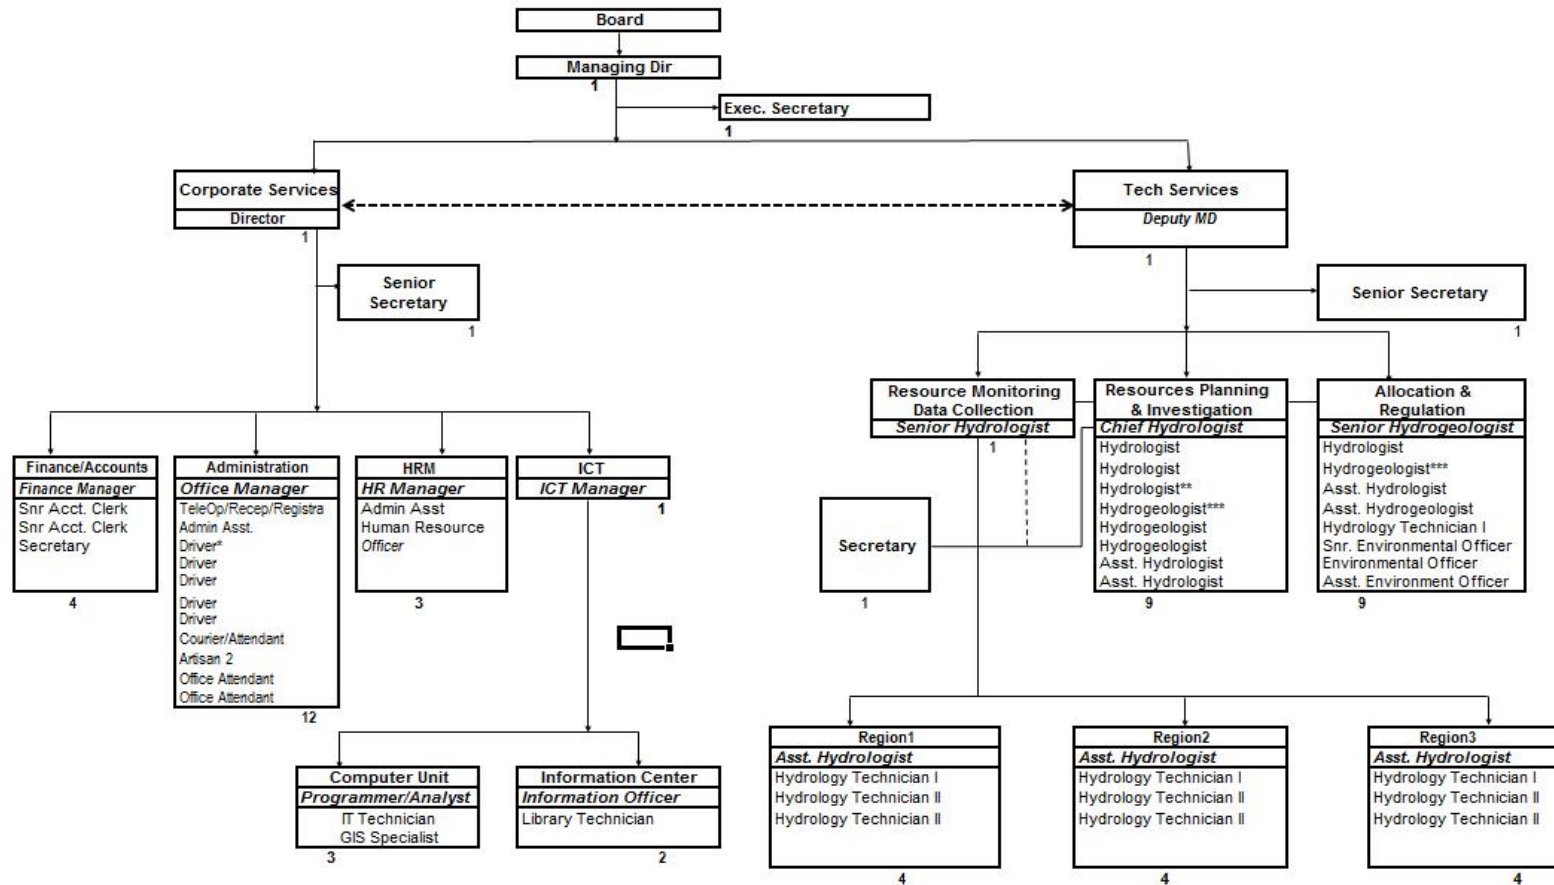 Board
Managing Dir
1
Exec. Secretary
1
Corporate Services
Director
1
Tech Services
Deputy MD
1
Senior
Secretary
1
Senior Secretary
1
Finance/Accounts
Finance Manager
Snr Acct. Clerk
Snr Acct. Clerk
Secretary
4
Administration
Office Manager
TeleOp/Recep/Registra
Admin Asst.
Driver*
Driver
Driver
Driver
Driver
Courier/Attendant
Artisan 2
Office Attendant
Office Attendant
12
HRM
HR Manager
Admin Asst
Human Resource
Officer
3
ICT
ICT Manager
1
Computer Unit
Programmer/Analyst
IT Technician
GIS Specialist
3
Information Center
Information Officer
Library Technician
2
Resource Monitoring
Data Collection
Senior Hydrologist
1
Resources Planning
& Investigation
Chief Hydrologist
Hydrologist
Hydrologist
Hydrologist**
Hydrogeologist***
Hydrogeologist
Hydrogeologist
Asst. Hydrologist
Asst. Hydrologist
9
Allocation &
Regulation
Senior Hydrogeologist
Hydrologist
Hydrogeologist***
Asst. Hydrologist
Asst. Hydrogeologist
Hydrology Technician I
Snr. Environmental Officer
Environmental Officer
Asst. Environment Officer
9
Secretary
1
Region1
Asst. Hydrologist
Hydrology Technician I
Hydrology Technician II
Hydrology Technician II
4
Region2
Asst. Hydrologist
Hydrology Technician I
Hydrology Technician II
Hydrology Technician II
4
Region3
Asst. Hydrologist
Hydrology Technician I
Hydrology Technician II
Hydrology Technician II
4